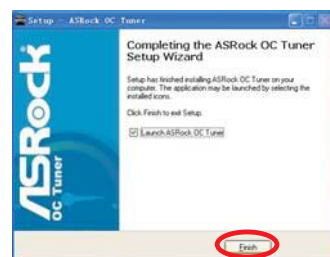 Setup - ASRock OC Tuner
Completing the ASRock OC Tuner
Setup Wizard
Setup has finished installing ASRock OC Tuner on your
computer. The application may be launched by selecting the
installed icons.
Click Finish to exit Setup.
Launch ASRock OC Tuner
ASRock
OC Tuner
Finish